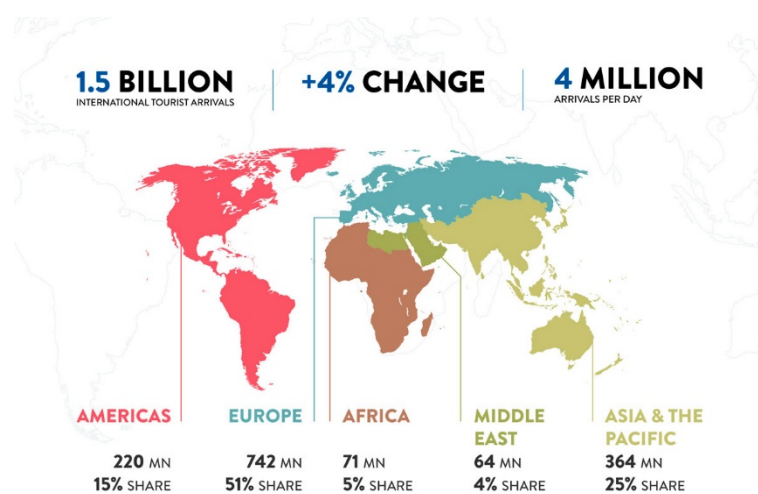 1.5 BILLION
INTERNATIONAL TOURIST ARRIVALS
+4% CHANGE
4 MILLION
ARRIVALS PER DAY
AMERICAS
220 MN
15% SHARE
EUROPE
742 MN
51% SHARE
AFRICA
71 MN
5% SHARE
MIDDLE
EAST
64 MN
4% SHARE
ASIA & THE
PACIFIC
364 MN
25% SHARE